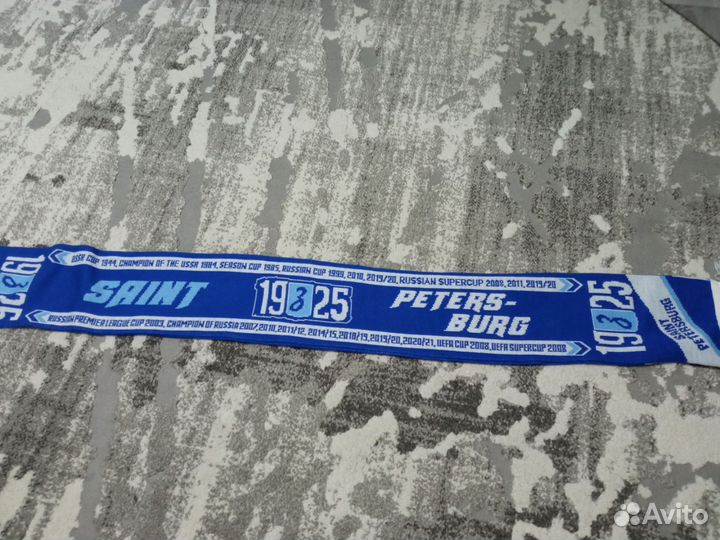 USSR CUP 1944, CHAMPION OF THE USSR 1984, SEASON CUP 1985, RUSSIAN CUP 1999, 2010, 2019/20, RUSSIAN SUPERCUP 2008, 2011, 2019/20
SAINT
1925
PETERS-
BURG
RUSSIAN PREMIER LEAGUE CUP 2003, CHAMPION OF RUSSIA 2007, 2010, 2011/12, 2014/15, 2018/19, 2019/20, 2020/21, UEFA CUP 2008, UEFA SUPERCUP 2008
1925
1925
SAINT
PETERSBURG
Avito